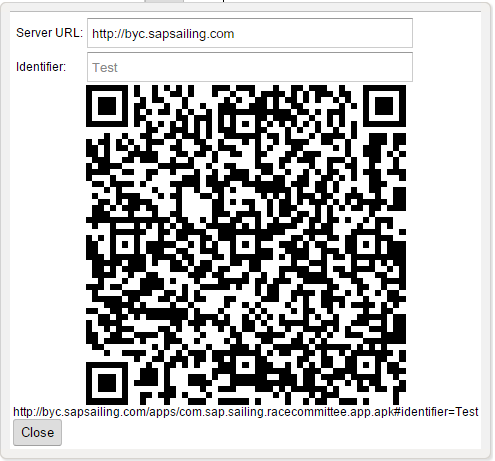 Server URL: http://byc.sapsailing.com
Identifier: Test
http://byc.sapsailing.com/apps/com.sap.sailing.racecommittee.app.apk#identifier=Test
Close